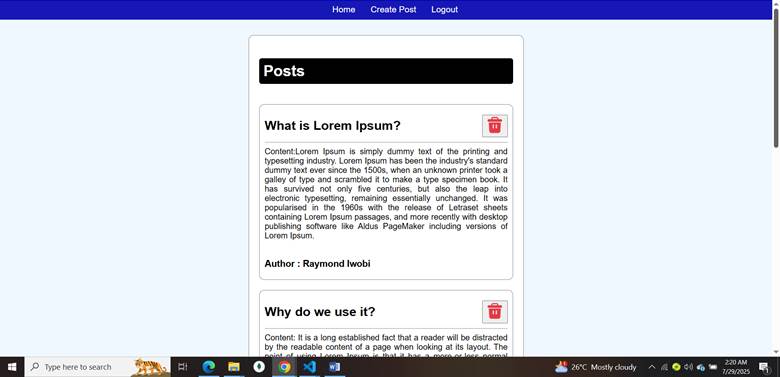 Home Create Post Logout
Posts
What is Lorem Ipsum?
Content:Lorem Ipsum is simply dummy text of the printing and
typesetting industry. Lorem Ipsum has been the industry's standard
dummy text ever since the 1500s, when an unknown printer took a
galley of type and scrambled it to make a type specimen book. It
has survived not only five centuries, but also the leap into
electronic typesetting, remaining essentially unchanged. It was
popularised in the 1960s with the release of Letraset sheets
containing Lorem Ipsum passages, and more recently with desktop
publishing software like Aldus PageMaker including versions of
Lorem Ipsum.
Author : Raymond Iwobi
Why do we use it?
Content: It is a long established fact that a reader will be distracted
by the readable content of a page when looking at its layout. The
point of using Lorem Ipsum is that it has a more-or-less normal
Type here to search
26°C Mostly cloudy
2:20 AM
7/29/2025